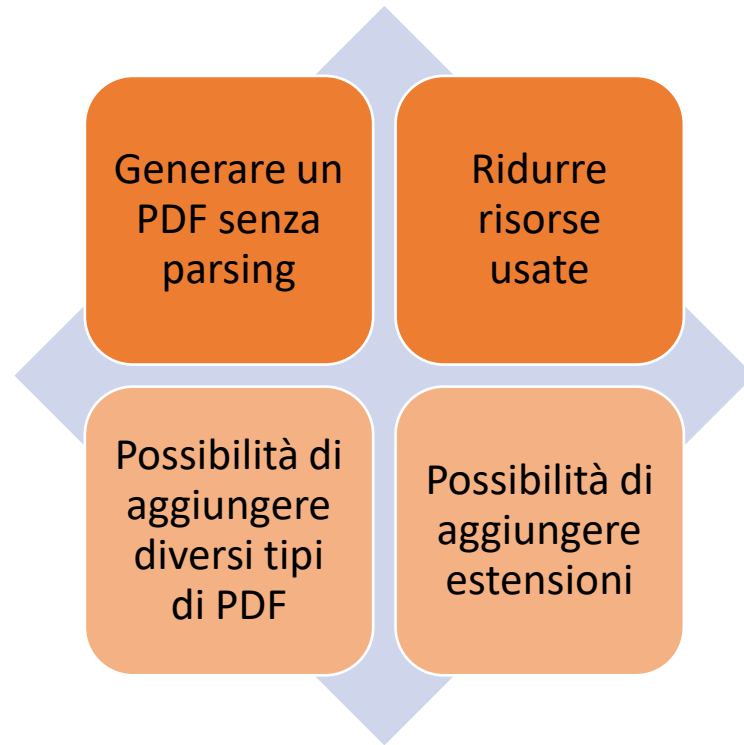 Generare un
PDF senza
parsing
Ridurre
risorse
usate
Possibilità di
aggiungere
diversi tipi
di PDF
Possibilità di
aggiungere
estensioni